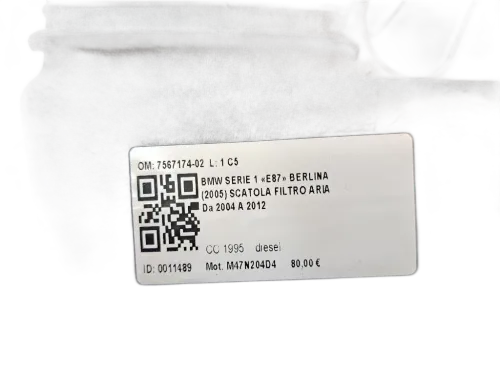 OM: 7567174-02 L: 1 C5
BMW SERIE 1 «E87» BERLINA
(2005) SCATOLA FILTRO ARIA
Da 2004 A 2012
CC 1995 diesel
ID: 0011489 Mot. M47N204D4 80,00 €